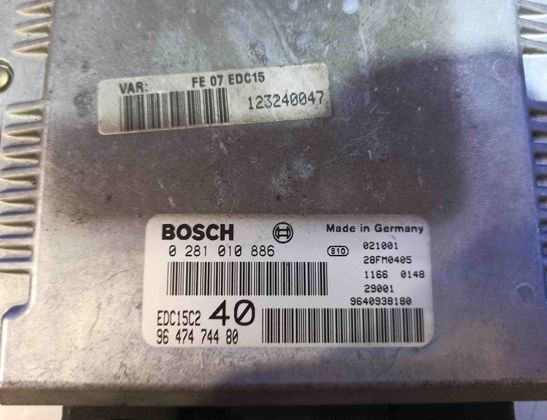 VAR: FE 07 EDC15
123240047
BOSCH
Made in Germany
0 281 010 886
810 021001
28FM0405
1166 0148
29001
9640938180
EDC15C2 40
96 474 744 80